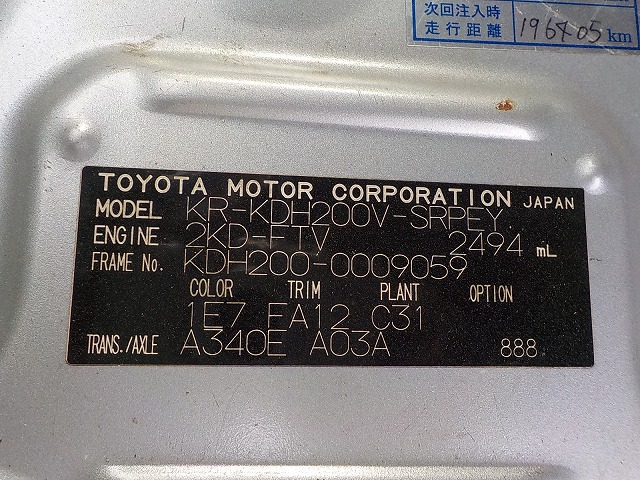 次回注入時
走行距離 196405 km
TOYOTA MOTOR CORPORATION JAPAN
MODEL KR-KDH200V-SRPEY
ENGINE 2KD-FTV 2494 mL
FRAME No. KDH200-0009059
COLOR TRIM PLANT OPTION
1E7 FA12 C31
TRANS./AXLE A340E A03A 888